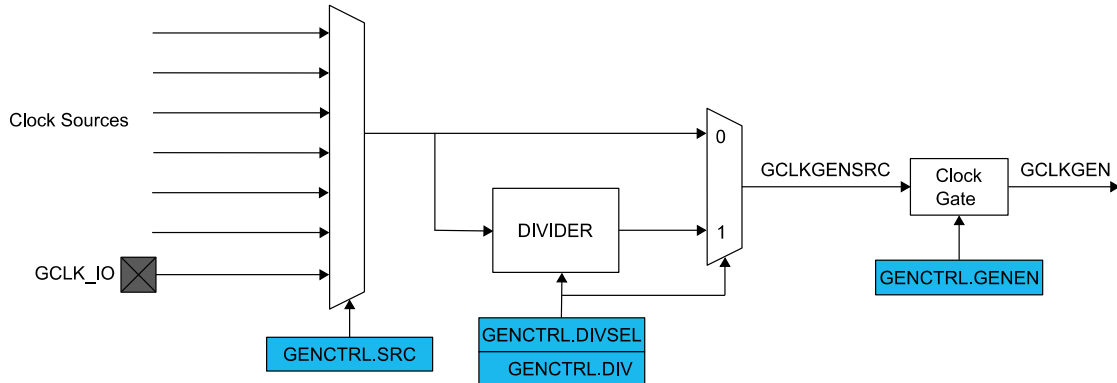 Clock Sources
GCLK_IO
GENCTRL.SRC
DIVIDER
GENCTRL.DIVSEL
GENCTRL.DIV
0
1
GCLKGENSRC
Clock
Gate
GCLKGEN
GENCTRL.GENEN